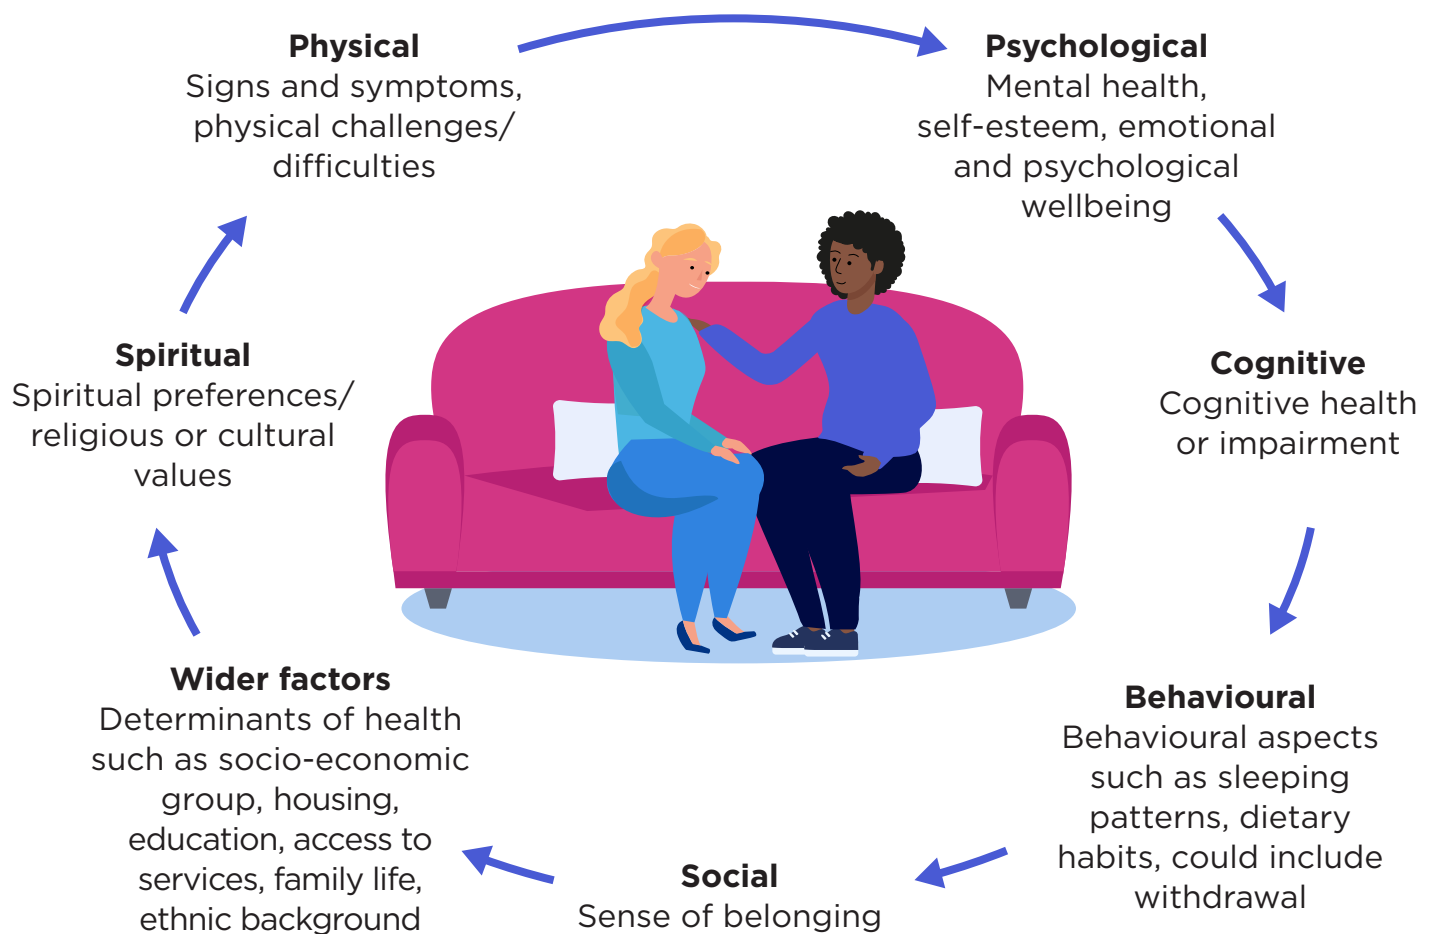 Physical
Signs and symptoms,
physical challenges/
difficulties
Psychological
Mental health,
self-esteem, emotional
and psychological
wellbeing
Cognitive
Cognitive health
or impairment
Behavioural
Behavioural aspects
such as sleeping
patterns, dietary
habits, could include
withdrawal
Social
Sense of belonging
Wider factors
Determinants of health
such as socio-economic
group, housing,
education, access to
services, family life,
ethnic background
Spiritual
Spiritual preferences/
religious or cultural
values